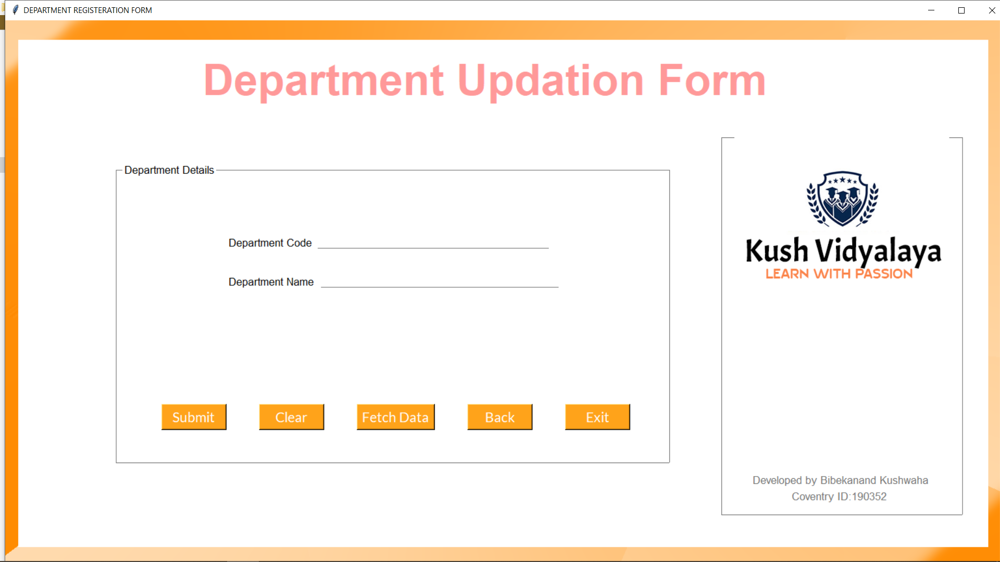 DEPARTMENT REGISTERATION FORM
Department Updation Form
Department Details
Department Code
Department Name
Submit Clear Fetch Data Back Exit
Kush Vidyalaya
LEARN WITH PASSION
Developed by Bibekanand Kushwaha
Coventry ID:190352